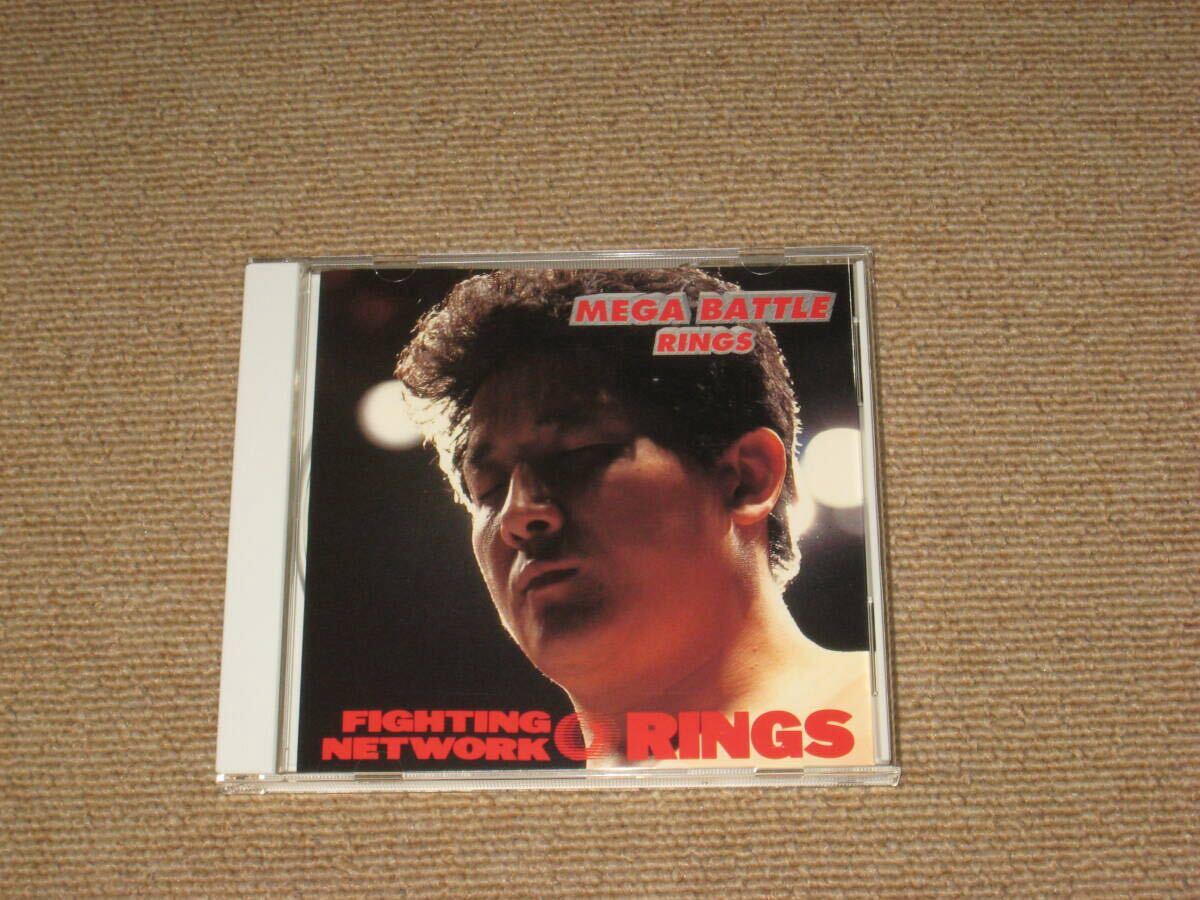 MEGA BATTLE
RINGS
FIGHTING
NETWORK RINGS